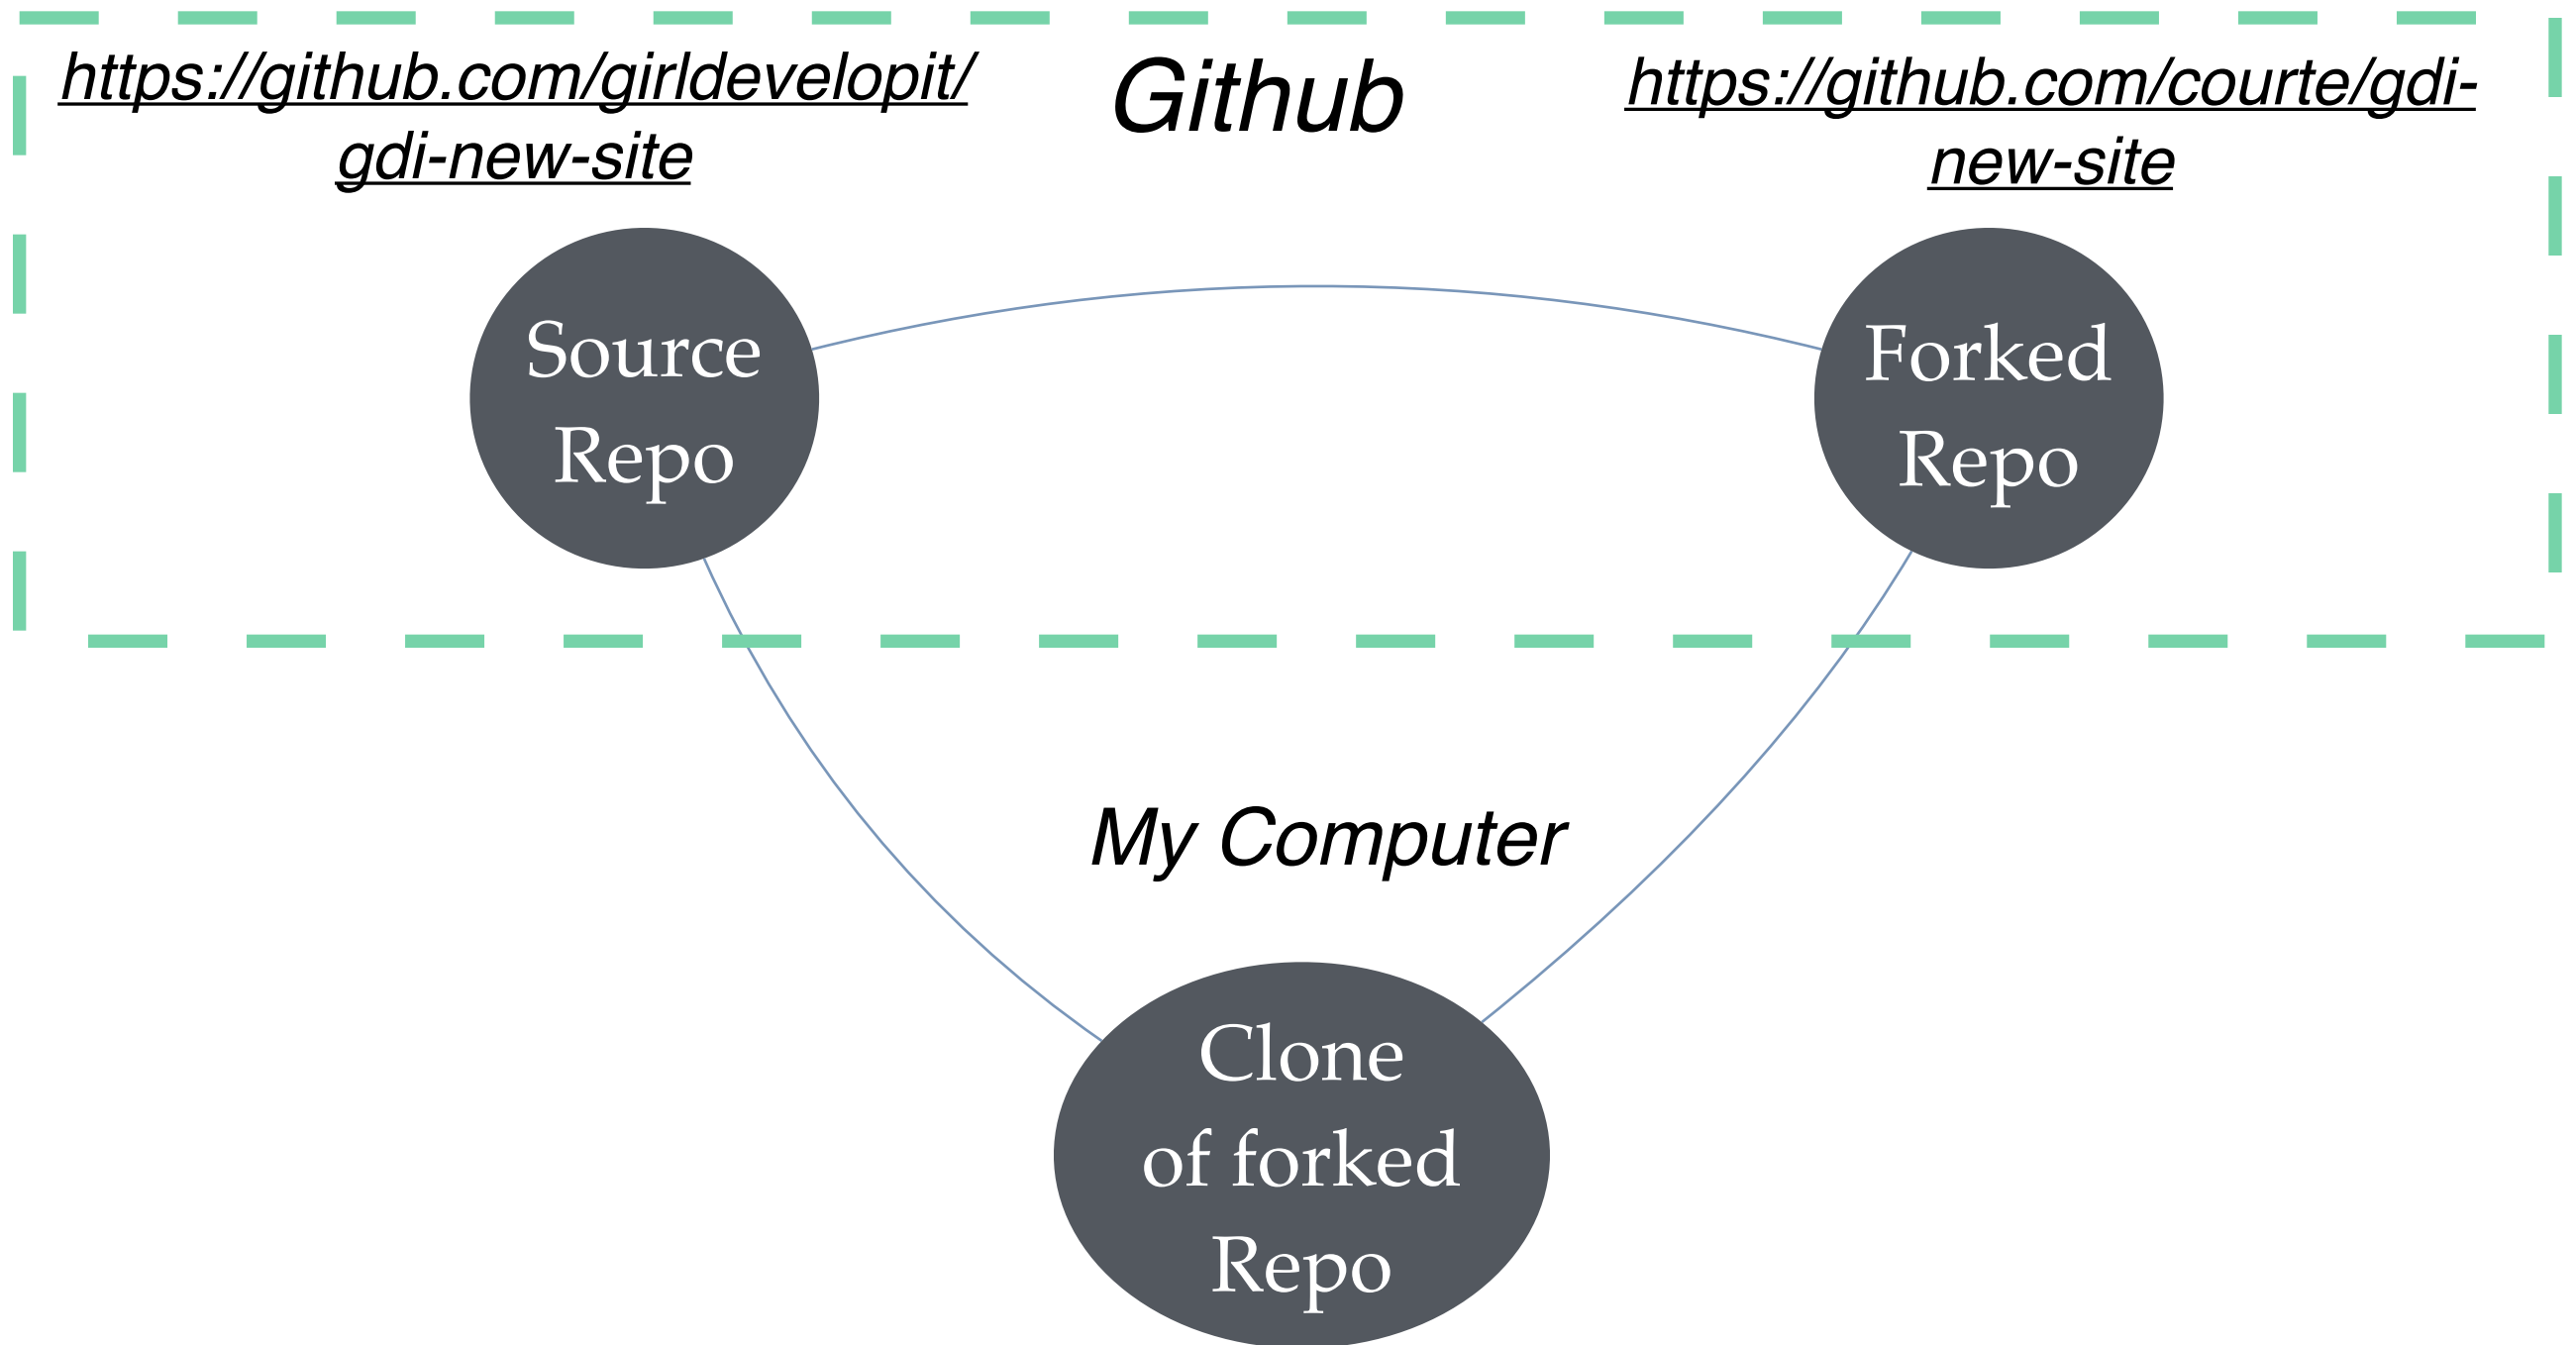 https://github.com/girldevelopit/
gdi-new-site
Github
https://github.com/courte/gdi-
new-site
Source
Repo
Forked
Repo
My Computer
Clone
of forked
Repo